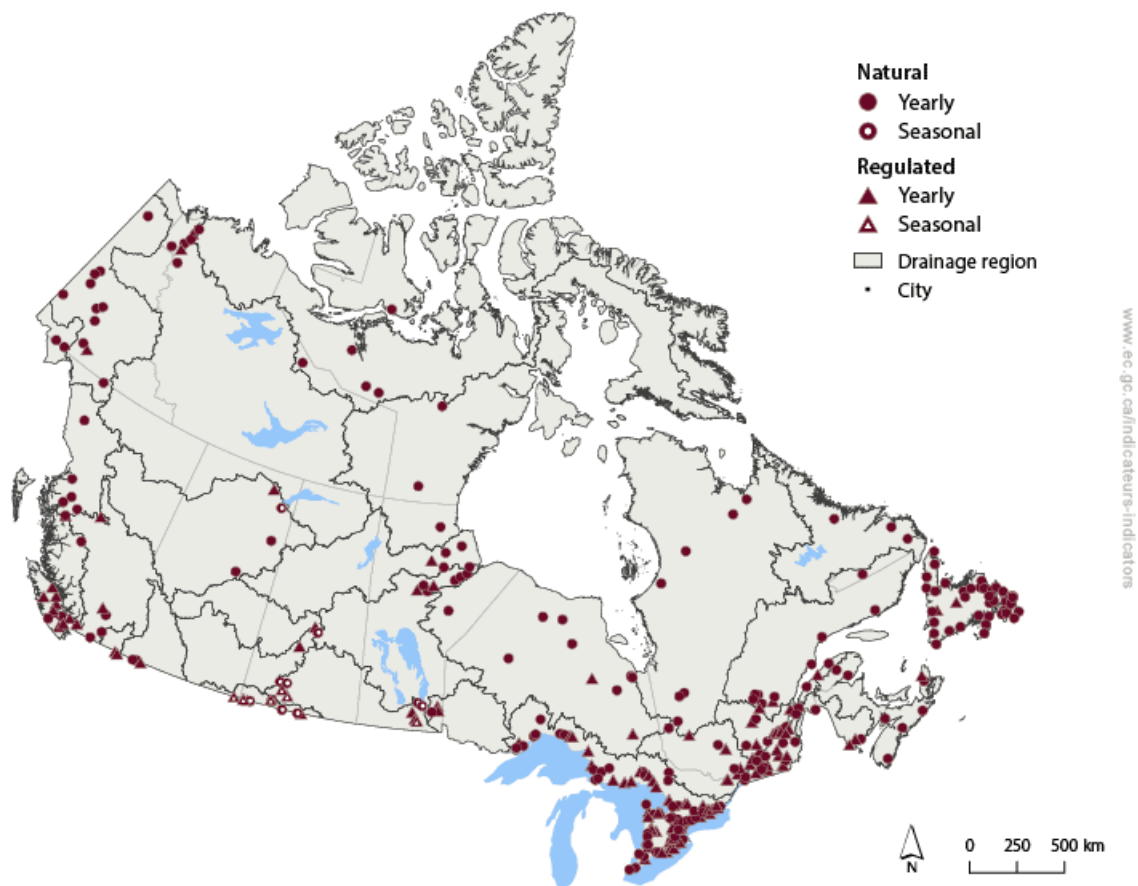 Natural
Yearly
Seasonal
Regulated
Yearly
Seasonal
Drainage region
City
www.ec.gc.ca/indicateurs-indicators
N
0 250 500 km